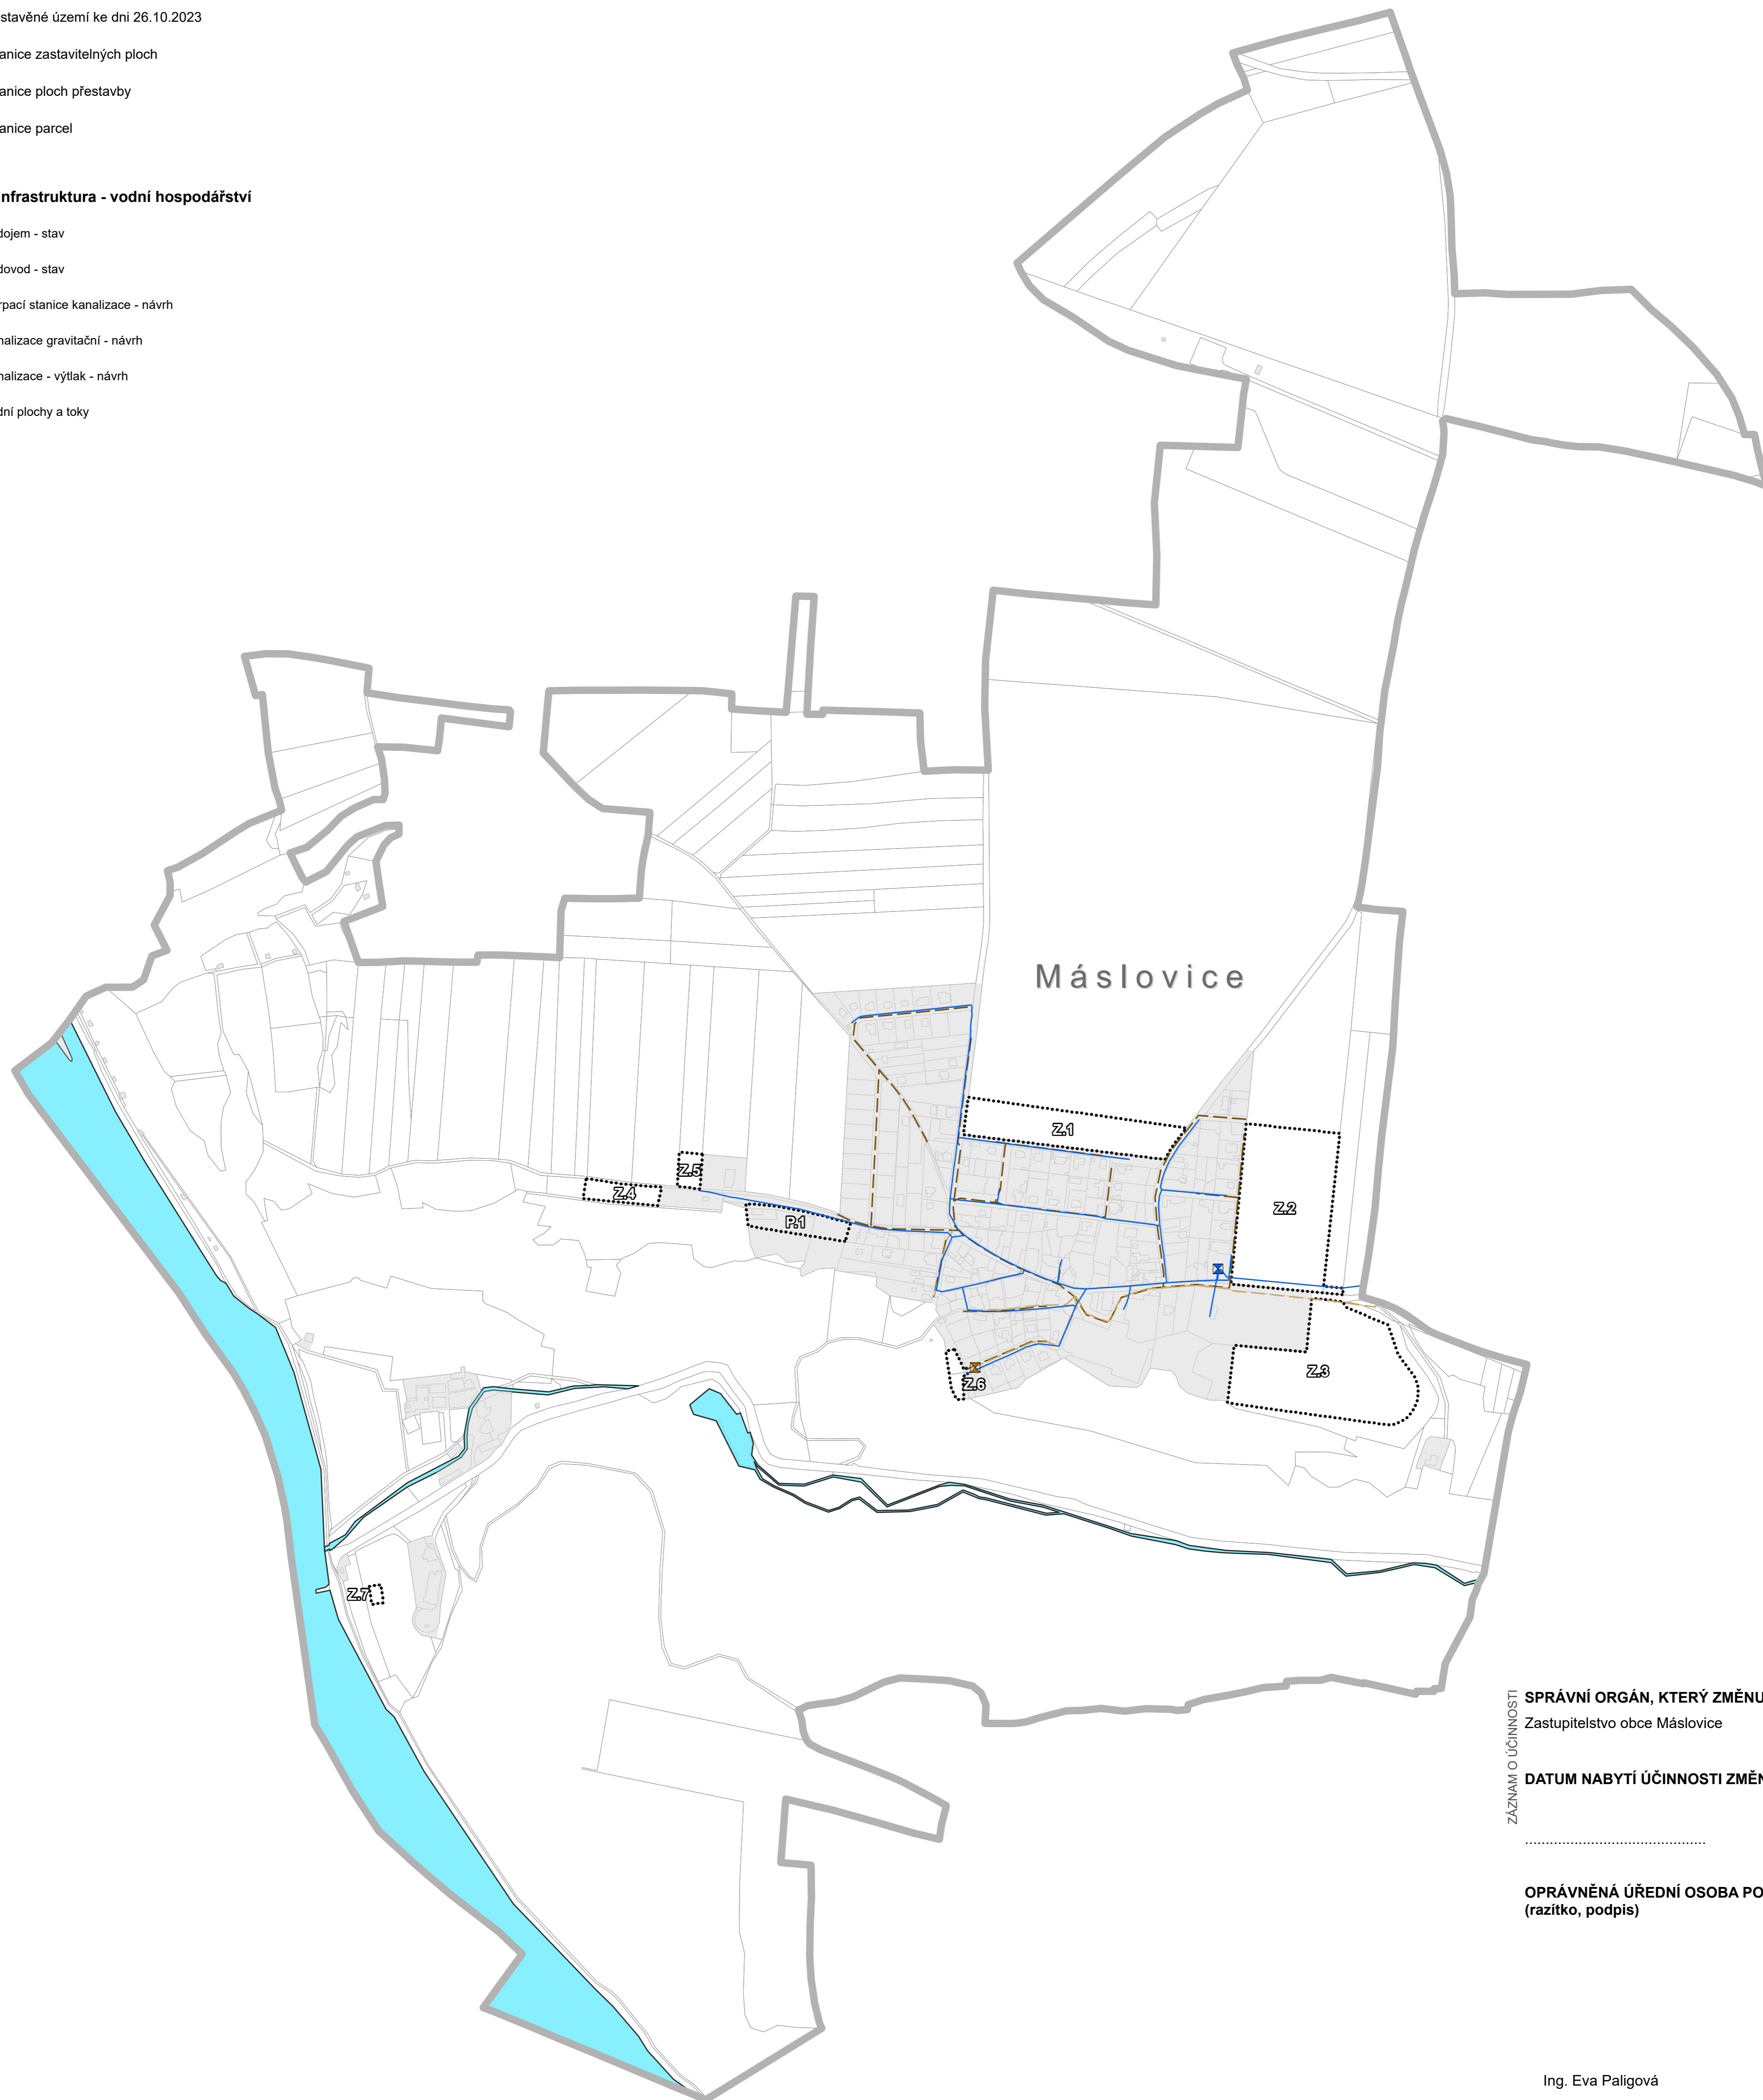 stavěné území ke dni 26.10.2023
anice zastavitelných ploch
anice ploch přestavby
anice parcel
nfrastruktura - vodní hospodářství
dojem - stav
dovod - stav
rpací stanice kanalizace - návrh
nalizace gravitační - návrh
nalizace - výtlak - návrh
dní plochy a toky
Máslovice
Z.1
Z.5
Z.4
P.1
Z.2
Z.3
Z.6
Z.7
ZÁZNAM O ÚČINNOSTI
SPRÁVNÍ ORGÁN, KTERÝ ZMĚNU
Zastupitelstvo obce Máslovice
DATUM NABYTÍ ÚČINNOSTI ZMĚN
............................................
OPRÁVNĚNÁ ÚŘEDNÍ OSOBA PO
(razítko, podpis)
Ing. Eva Paligová